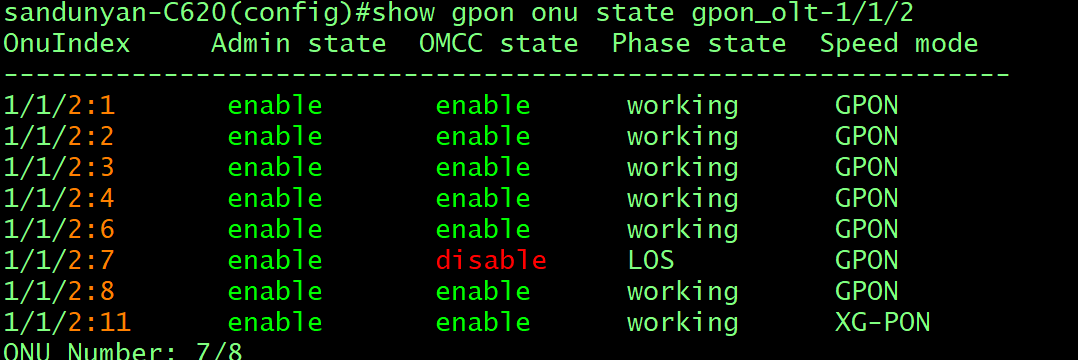 sandunyan-C620(config)#show gpon onu state gpon_olt-1/1/2
OnuIndex     Admin state  OMCC state  Phase state  Speed mode
---------------------------------------------------------------
1/1/2:1       enable       enable      working      GPON
1/1/2:2       enable       enable      working      GPON
1/1/2:3       enable       enable      working      GPON
1/1/2:4       enable       enable      working      GPON
1/1/2:6       enable       enable      working      GPON
1/1/2:7       enable       disable     LOS          GPON
1/1/2:8       enable       enable      working      GPON
1/1/2:11      enable       enable      working      XG-PON
ONU Number: 7/8